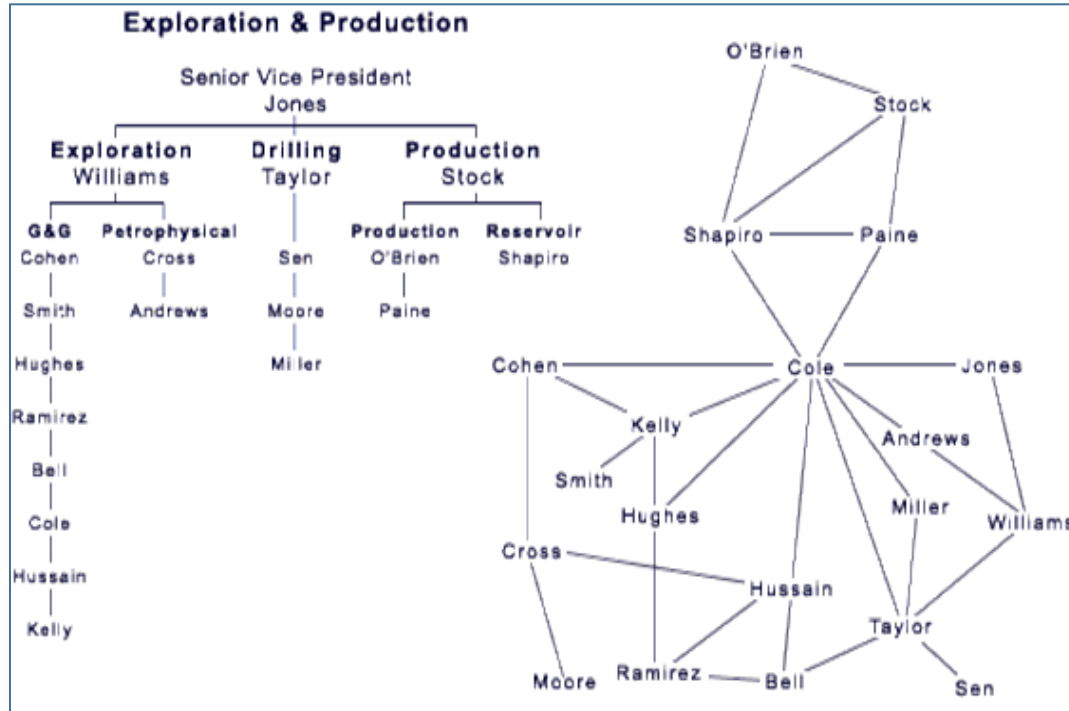 Exploration & Production
Senior Vice President
Jones
Exploration Drilling Production
Williams Taylor Stock
G&G Petrophysical Production Reservoir
Cohen Cross Sen O'Brien Shapiro
Smith Andrews Moore Paine
Hughes Miller
Ramirez
Bell
Cole
Hussain
Kelly
O'Brien
Stock
Shapiro Paine
Cohen Cole Jones
Kelly Andrews
Smith
Hughes Miller Williams
Cross
Hussain
Taylor
Moore Ramirez Bell Sen